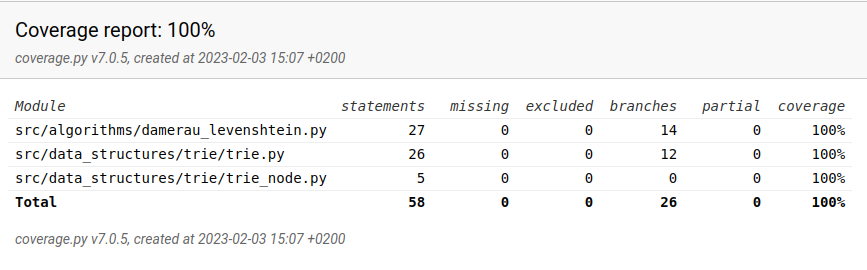 Coverage report: 100%
coverage.py v7.0.5, created at 2023-02-03 15:07 +0200
Module statements missing excluded branches partial coverage
src/algorithms/damerau_levenshtein.py 27 0 0 14 0 100%
src/data_structures/trie/trie.py 26 0 0 12 0 100%
src/data_structures/trie/trie_node.py 5 0 0 0 0 100%
Total 58 0 0 26 0 100%
coverage.py v7.0.5, created at 2023-02-03 15:07 +0200